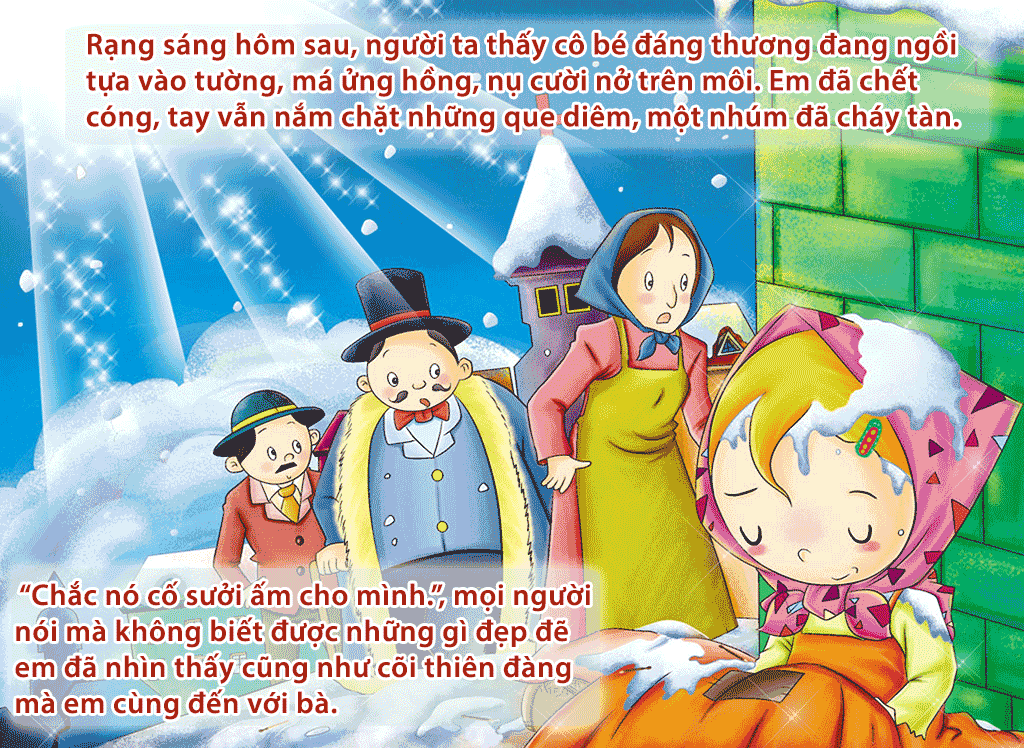 Rạng sáng hôm sau, người ta thấy cô bé đáng thương đang ngồi
tựa vào tường, má ửng hồng, nụ cười nở trên môi. Em đã chết
cóng, tay vẫn nắm chặt những que diêm, một nhúm đã cháy tàn.
“Chắc nó cố sưởi ấm cho mình.”, mọi người
nói mà không biết được những gì đẹp đẽ
em đã nhìn thấy cũng như cõi thiên đàng
mà em cùng đến với bà.